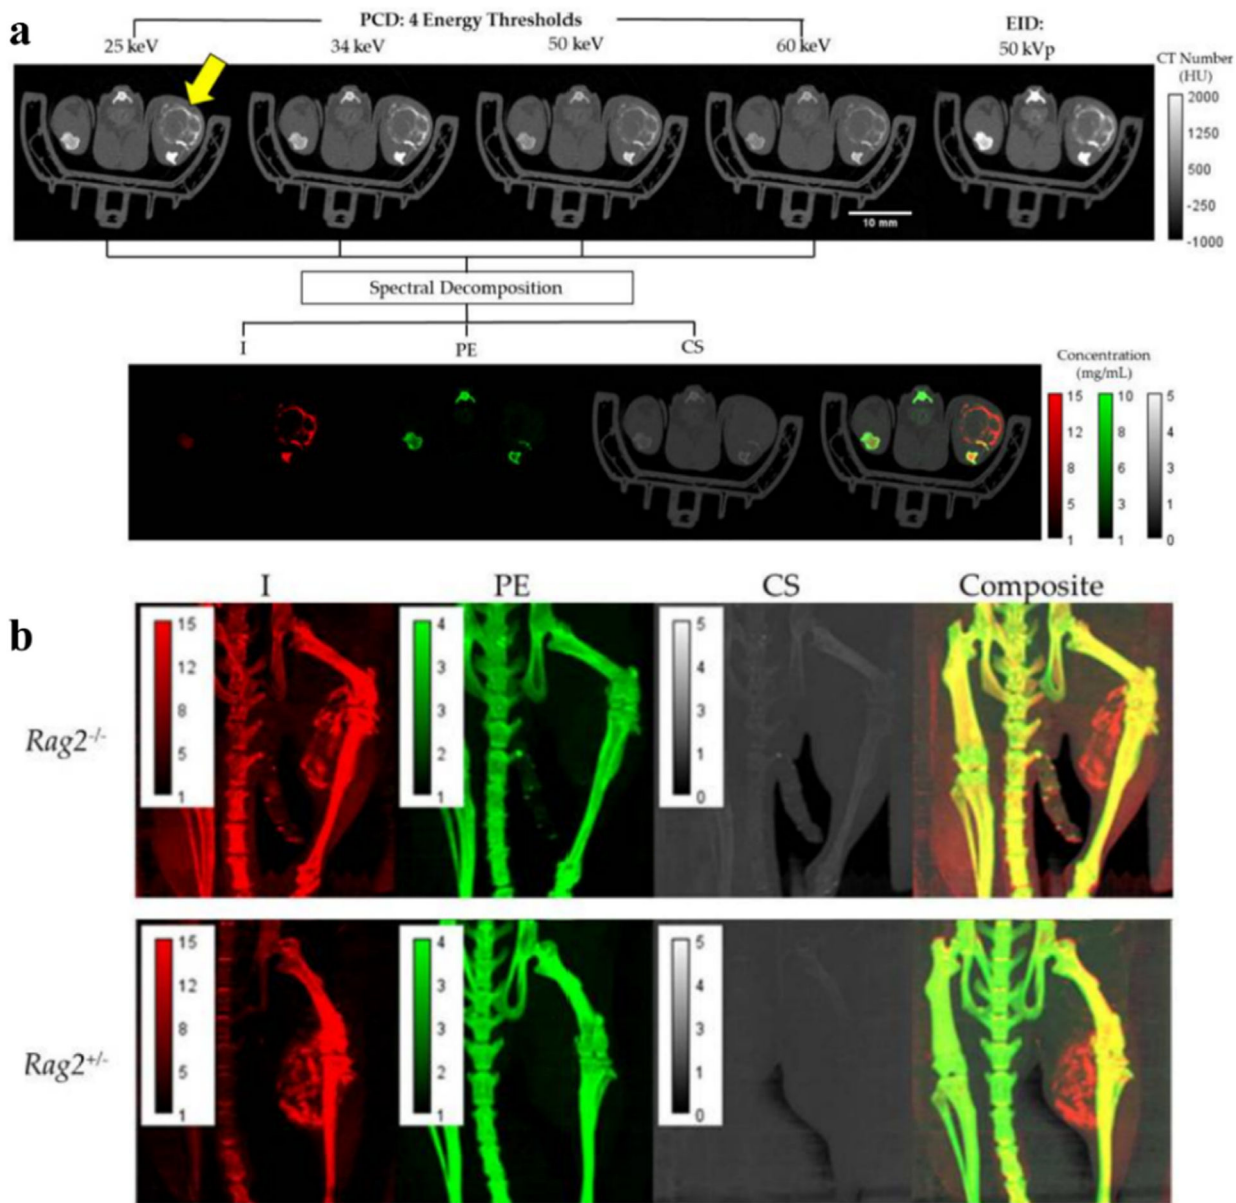 a
PCD: 4 Energy Thresholds
EID:
25 keV
34 keV
50 keV
60 keV
50 kVp
CT Number
(HU)
2000
1250
500
-250
-1000
10 mm
Spectral Decomposition
I
PE
CS
Concentration
(mg/mL)
15
12
8
5
1
10
8
6
3
1
5
4
3
1
0
b
I
PE
CS
Composite
Rag2-/-
15
12
8
5
1
4
3
3
2
1
5
4
3
1
0
Rag2+/-
15
12
8
5
1
4
3
3
2
1
5
4
3
1
0